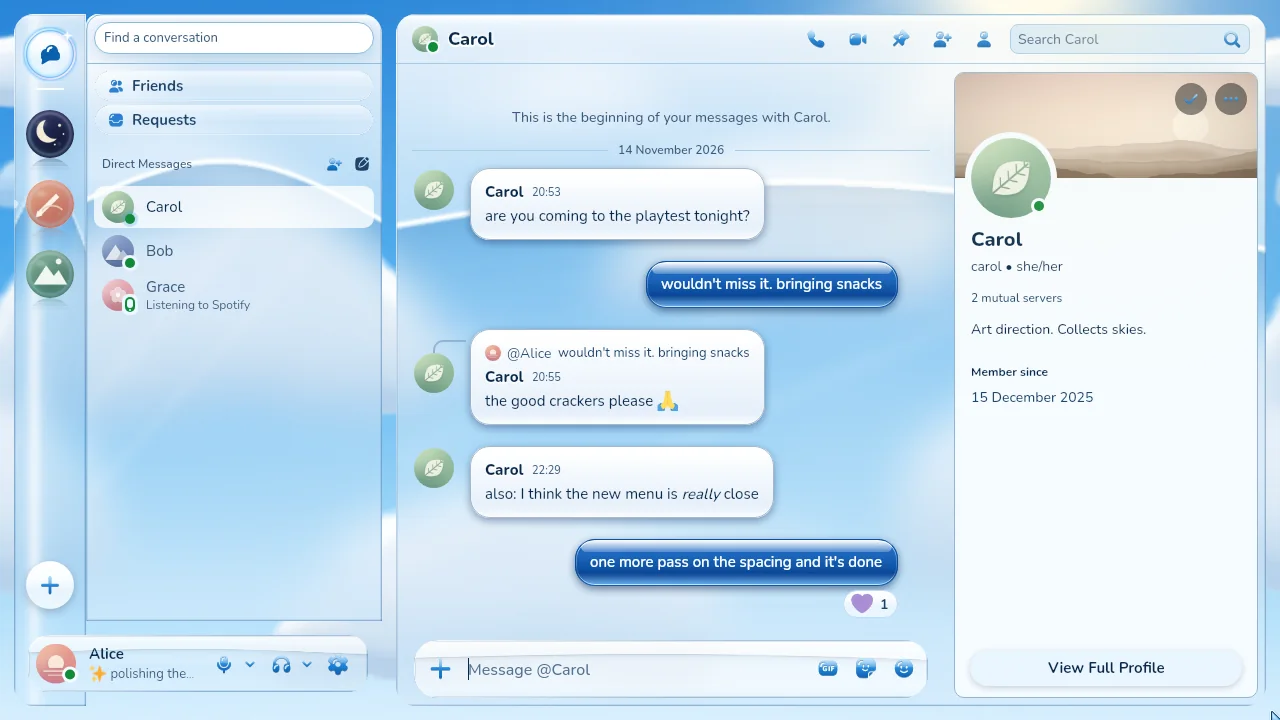 Find a conversation
Friends
Requests
Direct Messages
Carol
Bob
Grace
Listening to Spotify
Alice
✨ polishing the...
Carol
Search Carol
This is the beginning of your messages with Carol.
14 November 2026
Carol 20:53
are you coming to the playtest tonight?
wouldn't miss it. bringing snacks
@Alice wouldn't miss it. bringing snacks
Carol 20:55
the good crackers please 🙏
Carol 22:29
also: I think the new menu is really close
one more pass on the spacing and it's done
💜 1
Message @Carol
GIF
Carol
carol • she/her
2 mutual servers
Art direction. Collects skies.
Member since
15 December 2025
View Full Profile